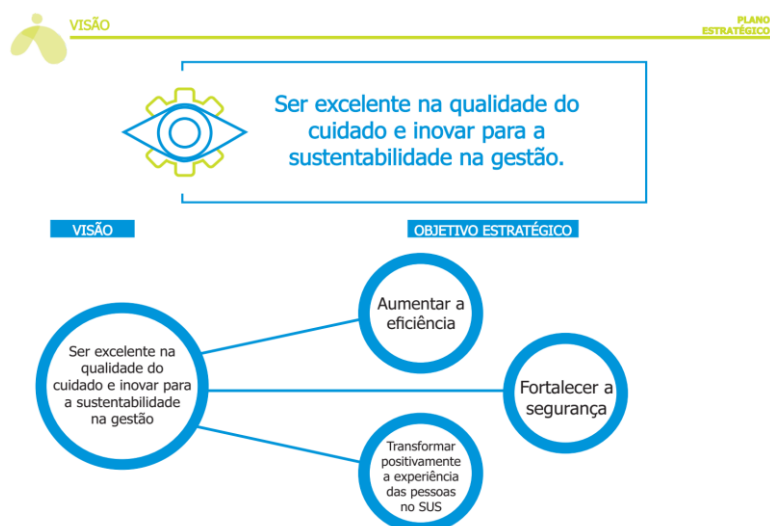 VISÃO
PLANO
ESTRATÉGICO
Ser excelente na qualidade do
cuidado e inovar para a
sustentabilidade na gestão.
VISÃO
OBJETIVO ESTRATÉGICO
Ser excelente na
qualidade do
cuidado e inovar para
a sustentabilidade
na gestão
Aumentar a
eficiência
Fortalecer a
segurança
Transformar
positivamente
a experiência
das pessoas
no SUS